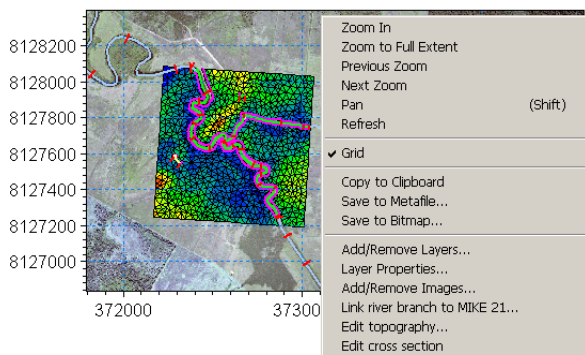 8128200
8128000
8127800
8127600
8127400
8127200
8127000
372000
37300
Zoom In
Zoom to Full Extent
Previous Zoom
Next Zoom
Pan (Shift)
Refresh
Grid
Copy to Clipboard
Save to Metafile...
Save to Bitmap...
Add/Remove Layers...
Layer Properties...
Add/Remove Images...
Link river branch to MIKE 21...
Edit topography...
Edit cross section